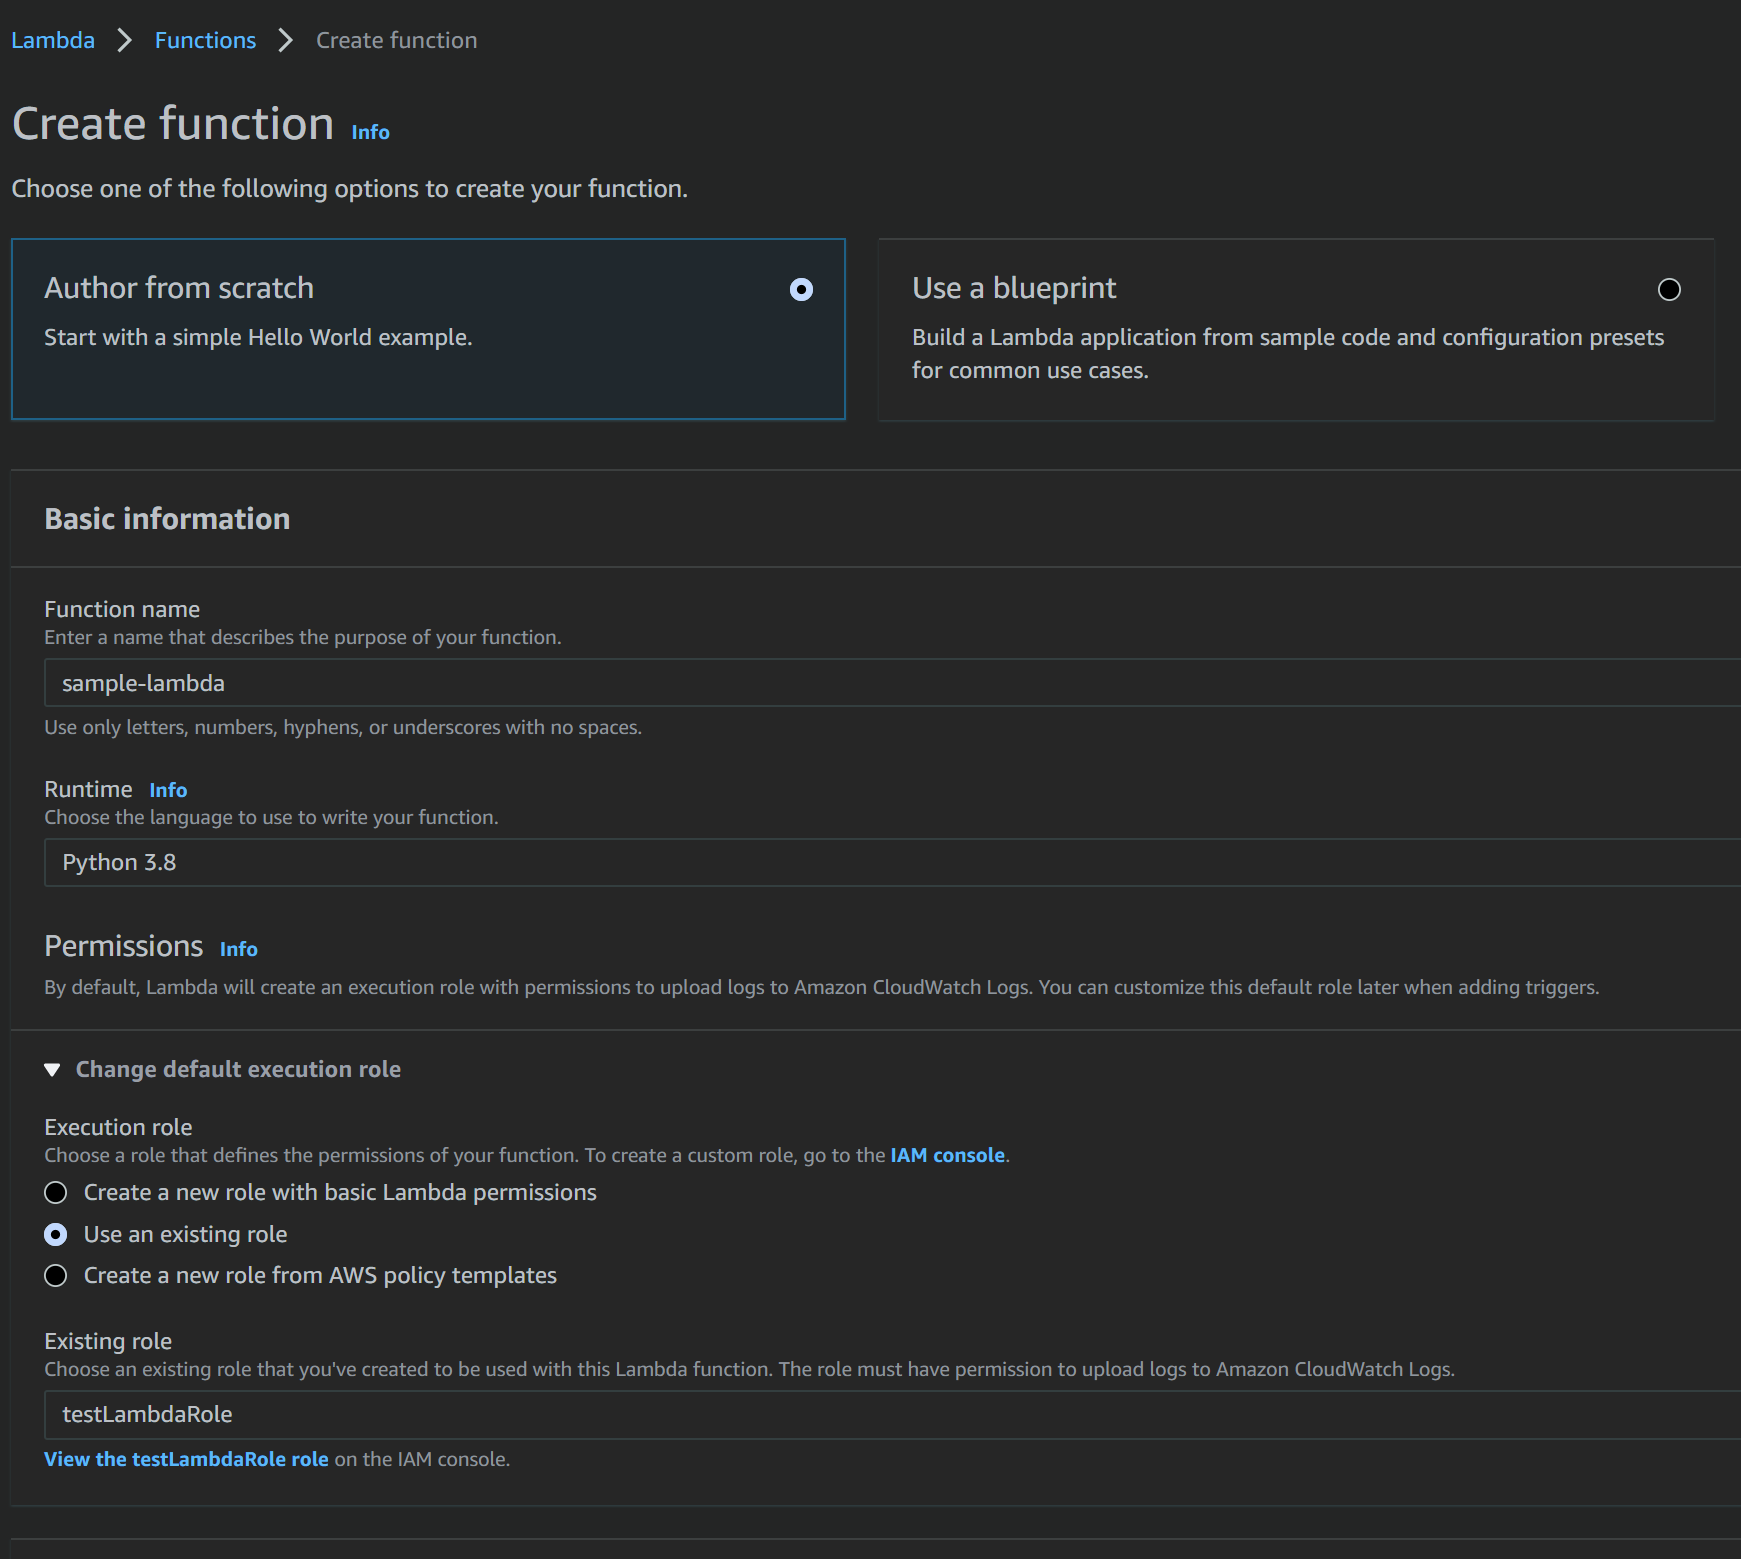 Lambda > Functions > Create function
Create function Info
Choose one of the following options to create your function.
Author from scratch
Start with a simple Hello World example.
Use a blueprint
Build a Lambda application from sample code and configuration presets
for common use cases.
Basic information
Function name
Enter a name that describes the purpose of your function.
sample-lambda
Use only letters, numbers, hyphens, or underscores with no spaces.
Runtime Info
Choose the language to use to write your function.
Python 3.8
Permissions Info
By default, Lambda will create an execution role with permissions to upload logs to Amazon CloudWatch Logs. You can customize this default role later when adding triggers.
Change default execution role
Execution role
Choose a role that defines the permissions of your function. To create a custom role, go to the IAM console.
Create a new role with basic Lambda permissions
Use an existing role
Create a new role from AWS policy templates
Existing role
Choose an existing role that you've created to be used with this Lambda function. The role must have permission to upload logs to Amazon CloudWatch Logs.
testLambdaRole
View the testLambdaRole role on the IAM console.